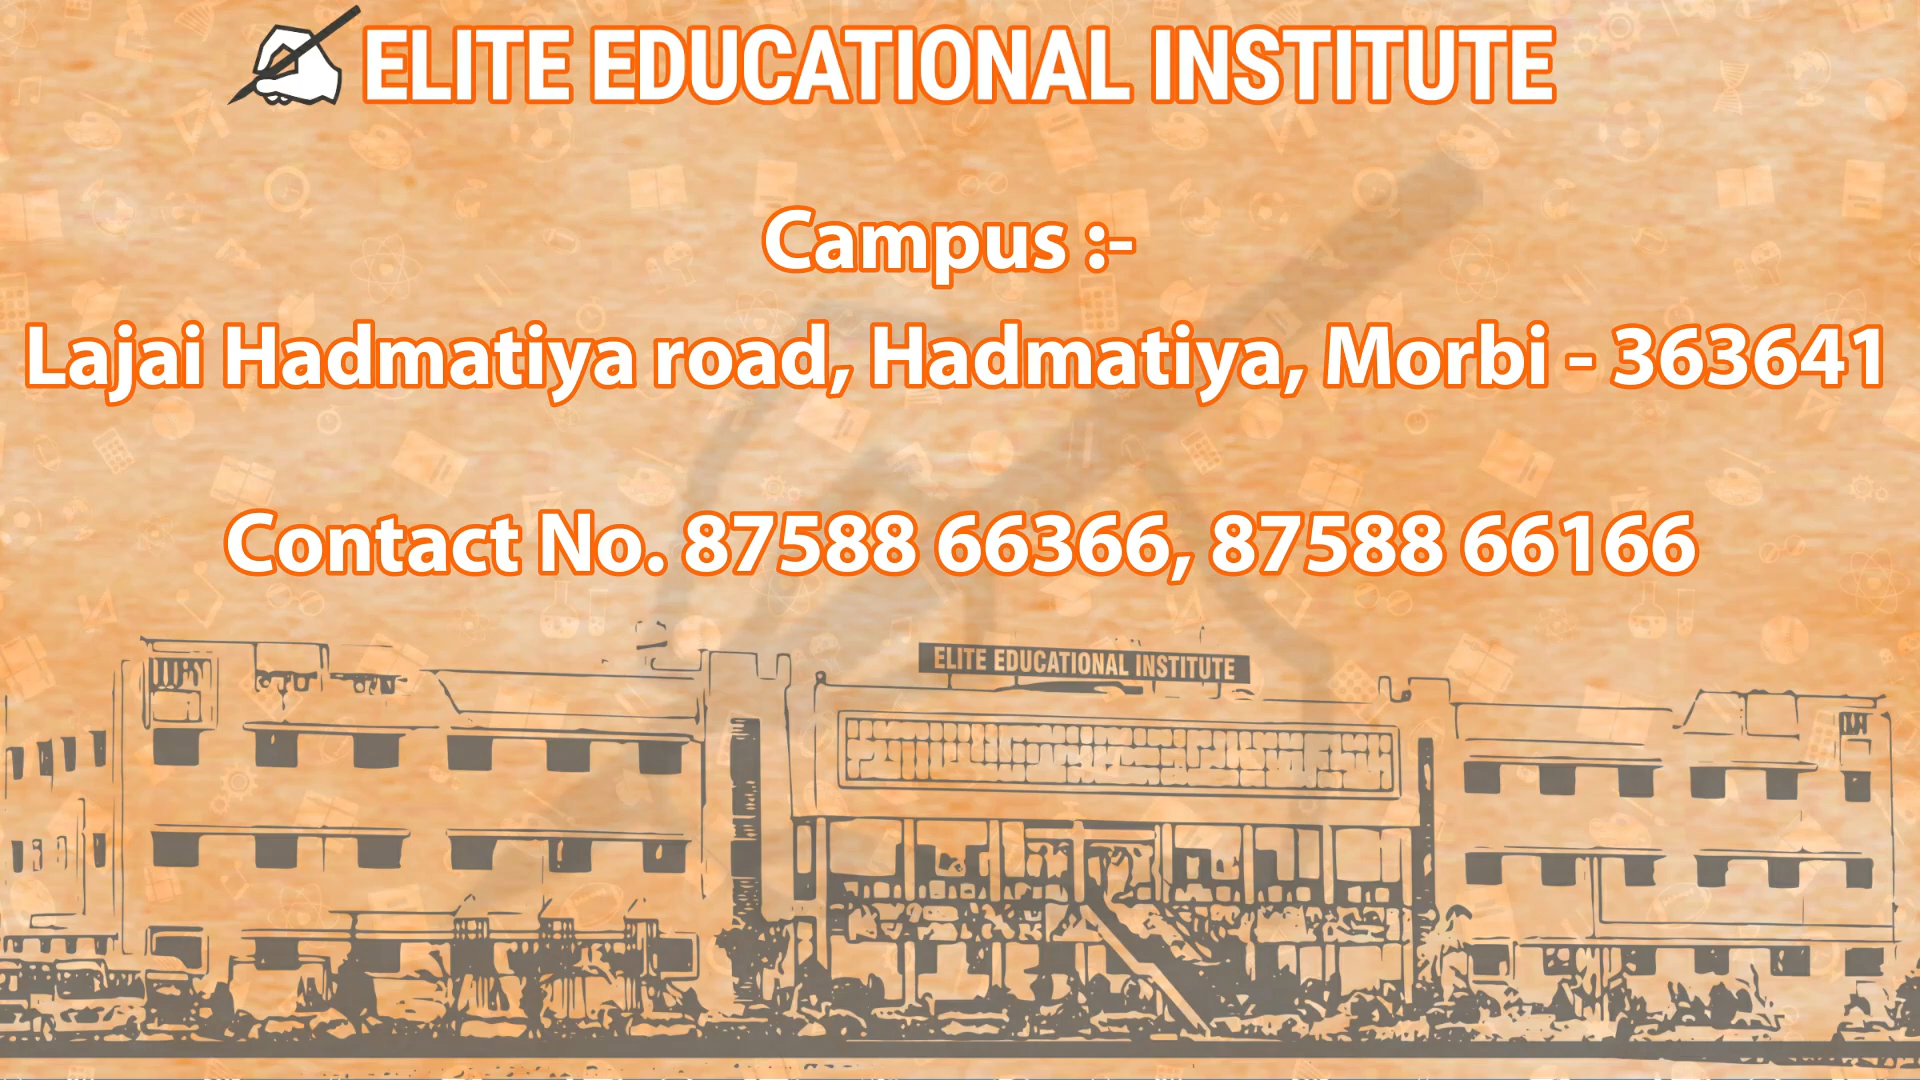 ELITE EDUCATIONAL INSTITUTE
Campus :-
Lajai Hadmatiya road, Hadmatiya, Morbi - 363641
Contact No. 87588 66366, 87588 66166
ELITE EDUCATIONAL INSTITUTE